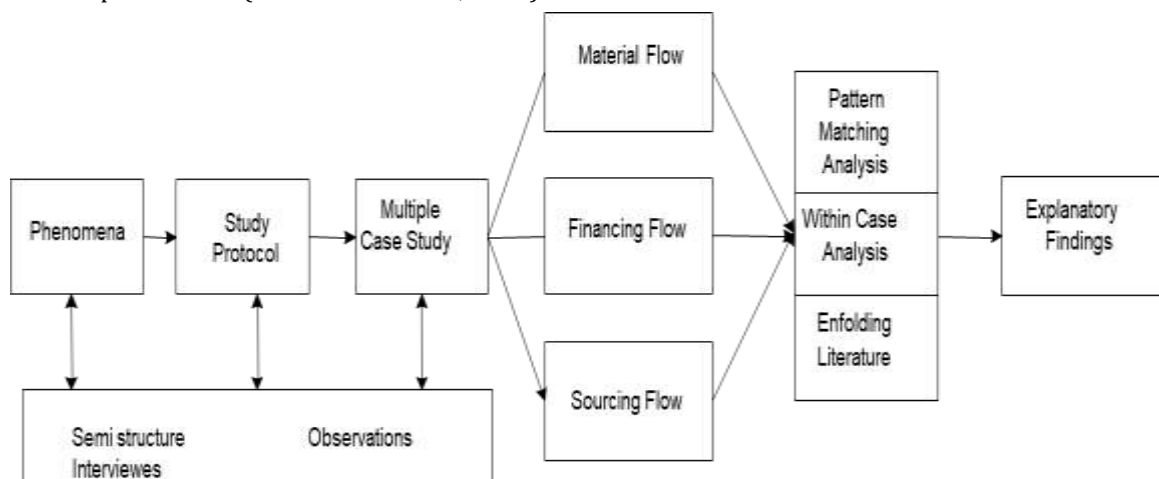 Material Flow
Pattern
Matching
Analysis
Phenomena
Study
Protocol
Multiple
Case Study
Financing Flow
Within Case
Analysis
Explanatory
Findings
Enfolding
Literature
Sourcing Flow
Semi structure
Interviewes
Observations